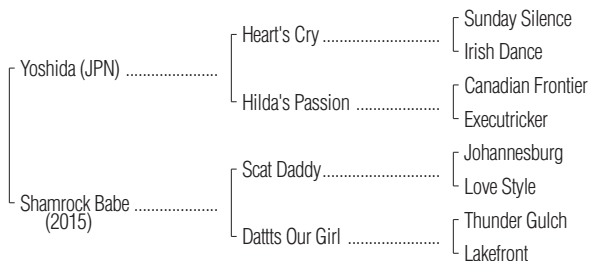 Sunday Silence
Heart's Cry
Irish Dance
Yoshida (JPN)
Canadian Frontier
Hilda's Passion
Executricker
Johannesburg
Scat Daddy
Love Style
Shamrock Babe
(2015)
Thunder Gulch
Dattts Our Girl
Lakefront